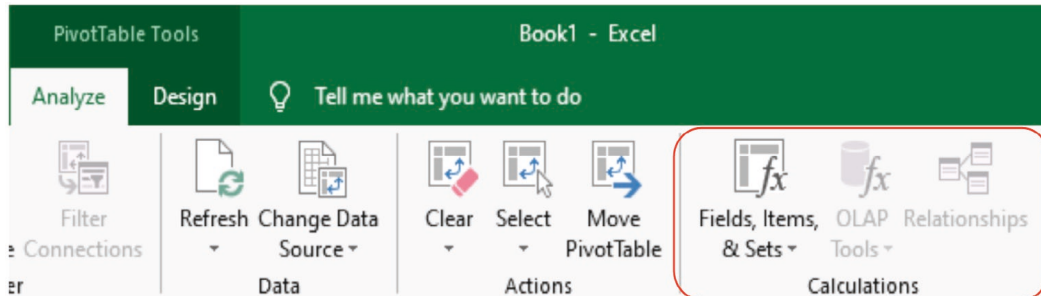 PivotTable Tools
Book1 - Excel
Analyze
Design
Tell me what you want to do
Filter
e Connections
er
Refresh
Change Data
Source
Data
Clear
Select
Move
PivotTable
Actions
Fields, Items,
& Sets
OLAP
Tools
Relationships
Calculations